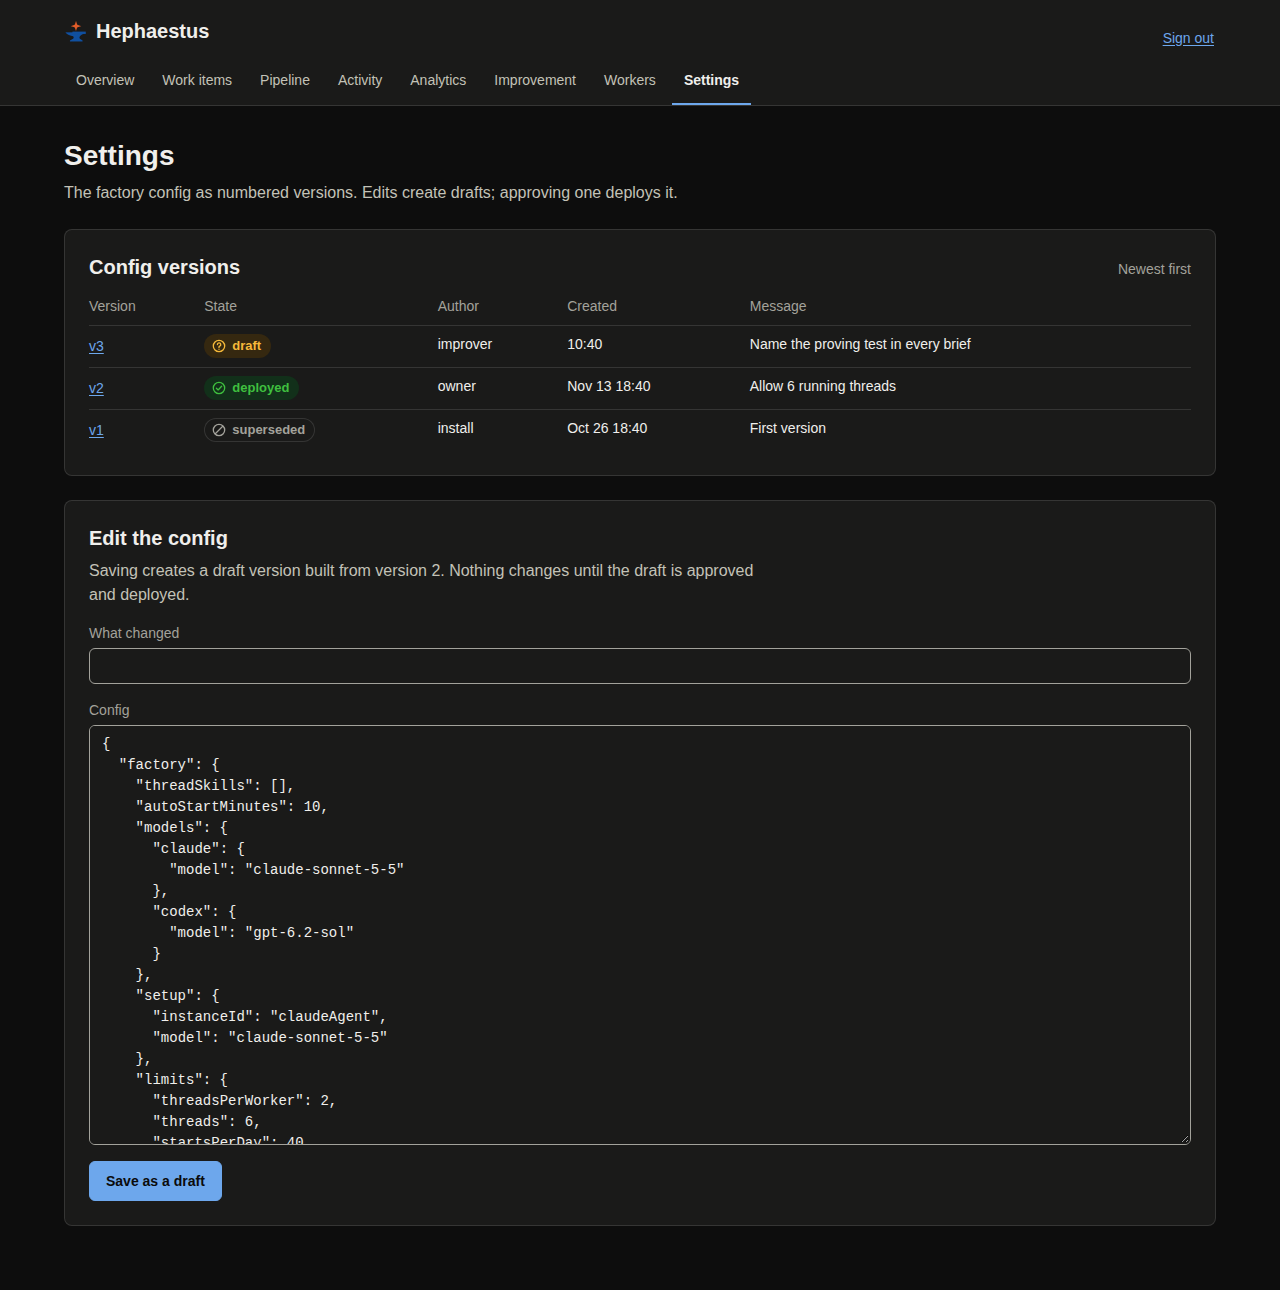 Hephaestus
Sign out
Overview Work items Pipeline Activity Analytics Improvement Workers Settings
Settings
The factory config as numbered versions. Edits create drafts; approving one deploys it.
Config versions
Newest first
Version State Author Created Message
v3 draft improver 10:40 Name the proving test in every brief
v2 deployed owner Nov 13 18:40 Allow 6 running threads
v1 superseded install Oct 26 18:40 First version
Edit the config
Saving creates a draft version built from version 2. Nothing changes until the draft is approved
and deployed.
What changed
Config
{
  "factory": {
    "threadSkills": [],
    "autoStartMinutes": 10,
    "models": {
      "claude": {
        "model": "claude-sonnet-5-5"
      },
      "codex": {
        "model": "gpt-6.2-sol"
      }
    },
    "setup": {
      "instanceId": "claudeAgent",
      "model": "claude-sonnet-5-5"
    },
    "limits": {
      "threadsPerWorker": 2,
      "threads": 6,
      "startsPerDay": 40
Save as a draft